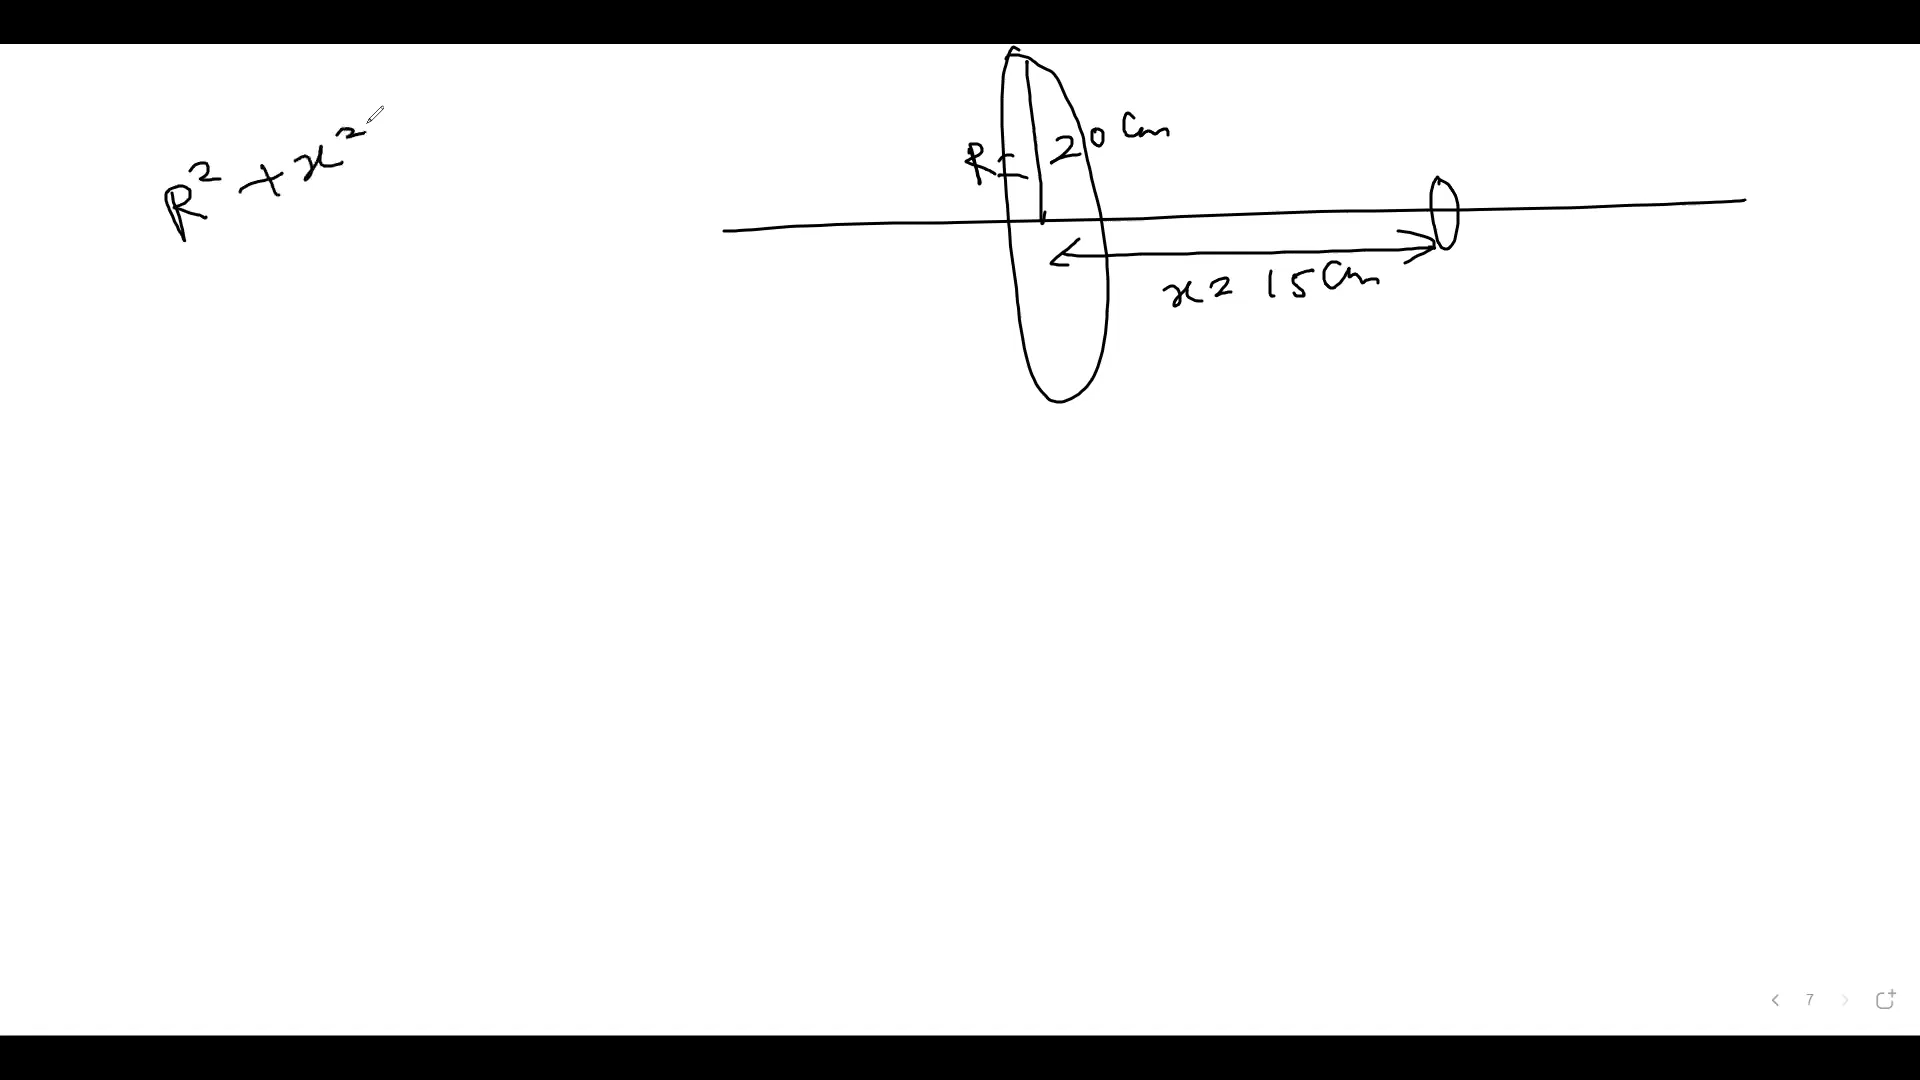 R² + x²
R = 20 cm
x = 15 cm
7